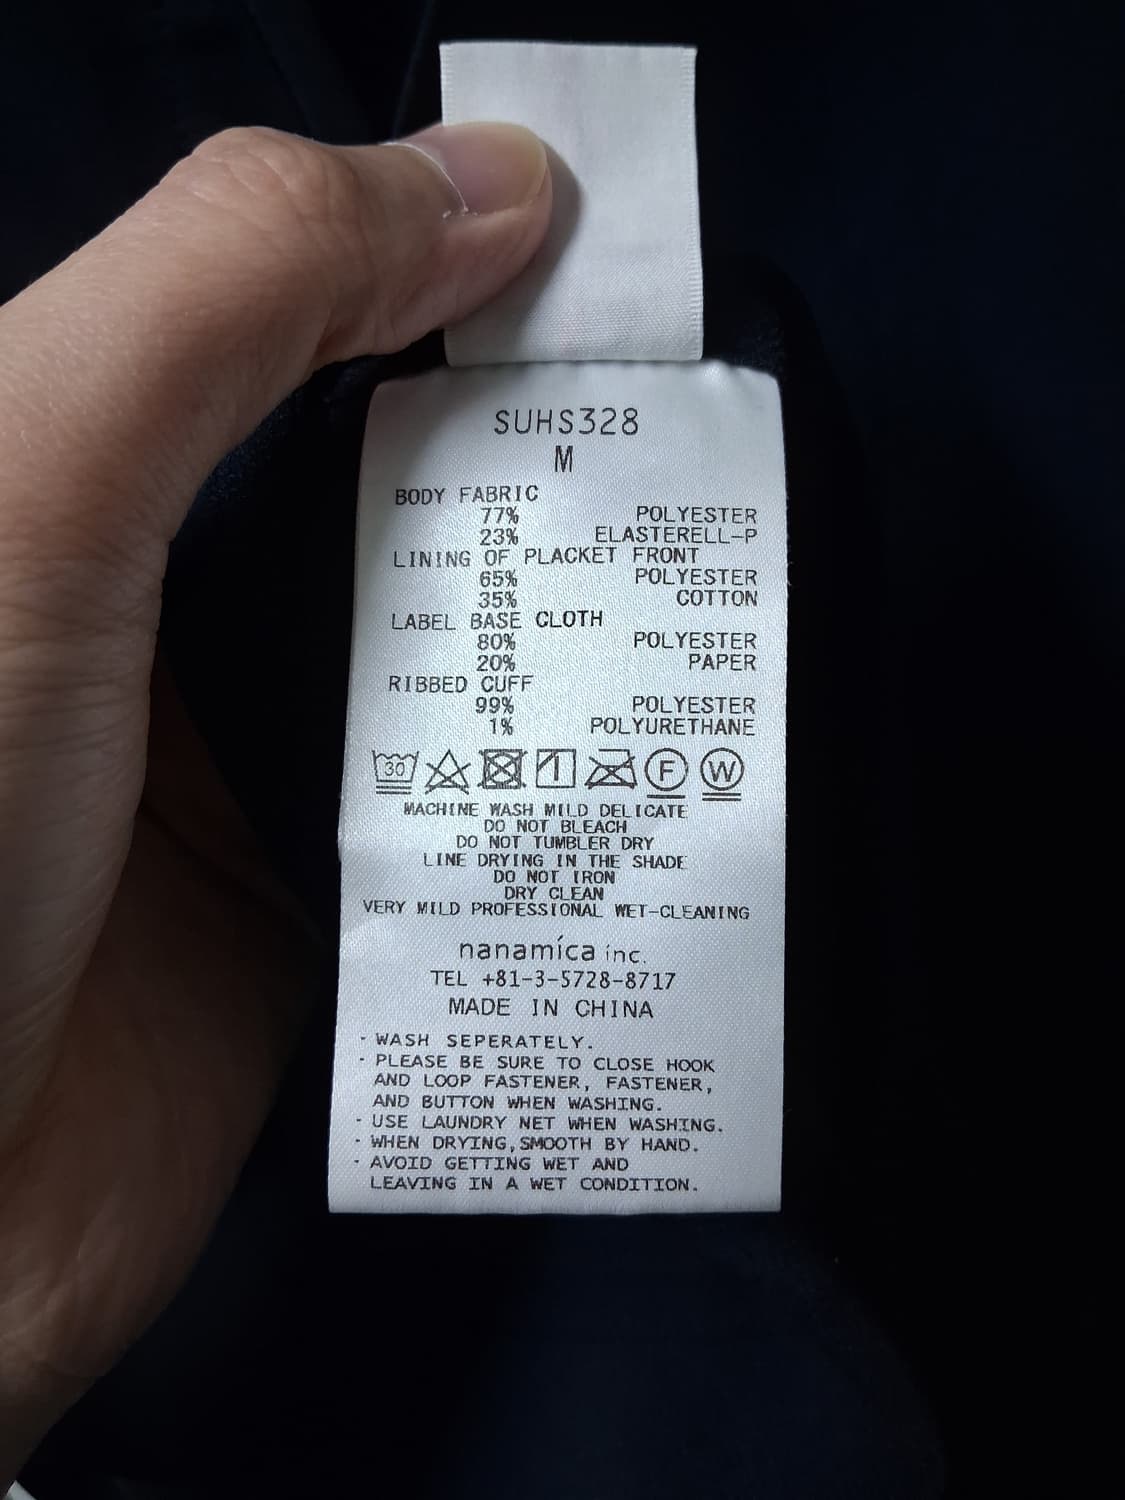 SUHS328
M
BODY FABRIC
77% POLYESTER
23% ELASTERELL-P
LINING OF PLACKET FRONT
65% POLYESTER
35% COTTON
LABEL BASE CLOTH
80% POLYESTER
20% PAPER
RIBBED CUFF
99% POLYESTER
1% POLYURETHANE
30 F W
MACHINE WASH MILD DELICATE
DO NOT BLEACH
DO NOT TUMBLER DRY
LINE DRYING IN THE SHADE
DO NOT IRON
DRY CLEAN
VERY MILD PROFESSIONAL WET-CLEANING
nanamíca inc.
TEL +81-3-5728-8717
MADE IN CHINA
· WASH SEPERATELY.
· PLEASE BE SURE TO CLOSE HOOK
AND LOOP FASTENER, FASTENER,
AND BUTTON WHEN WASHING.
· USE LAUNDRY NET WHEN WASHING.
· WHEN DRYING, SMOOTH BY HAND.
· AVOID GETTING WET AND
LEAVING IN A WET CONDITION.